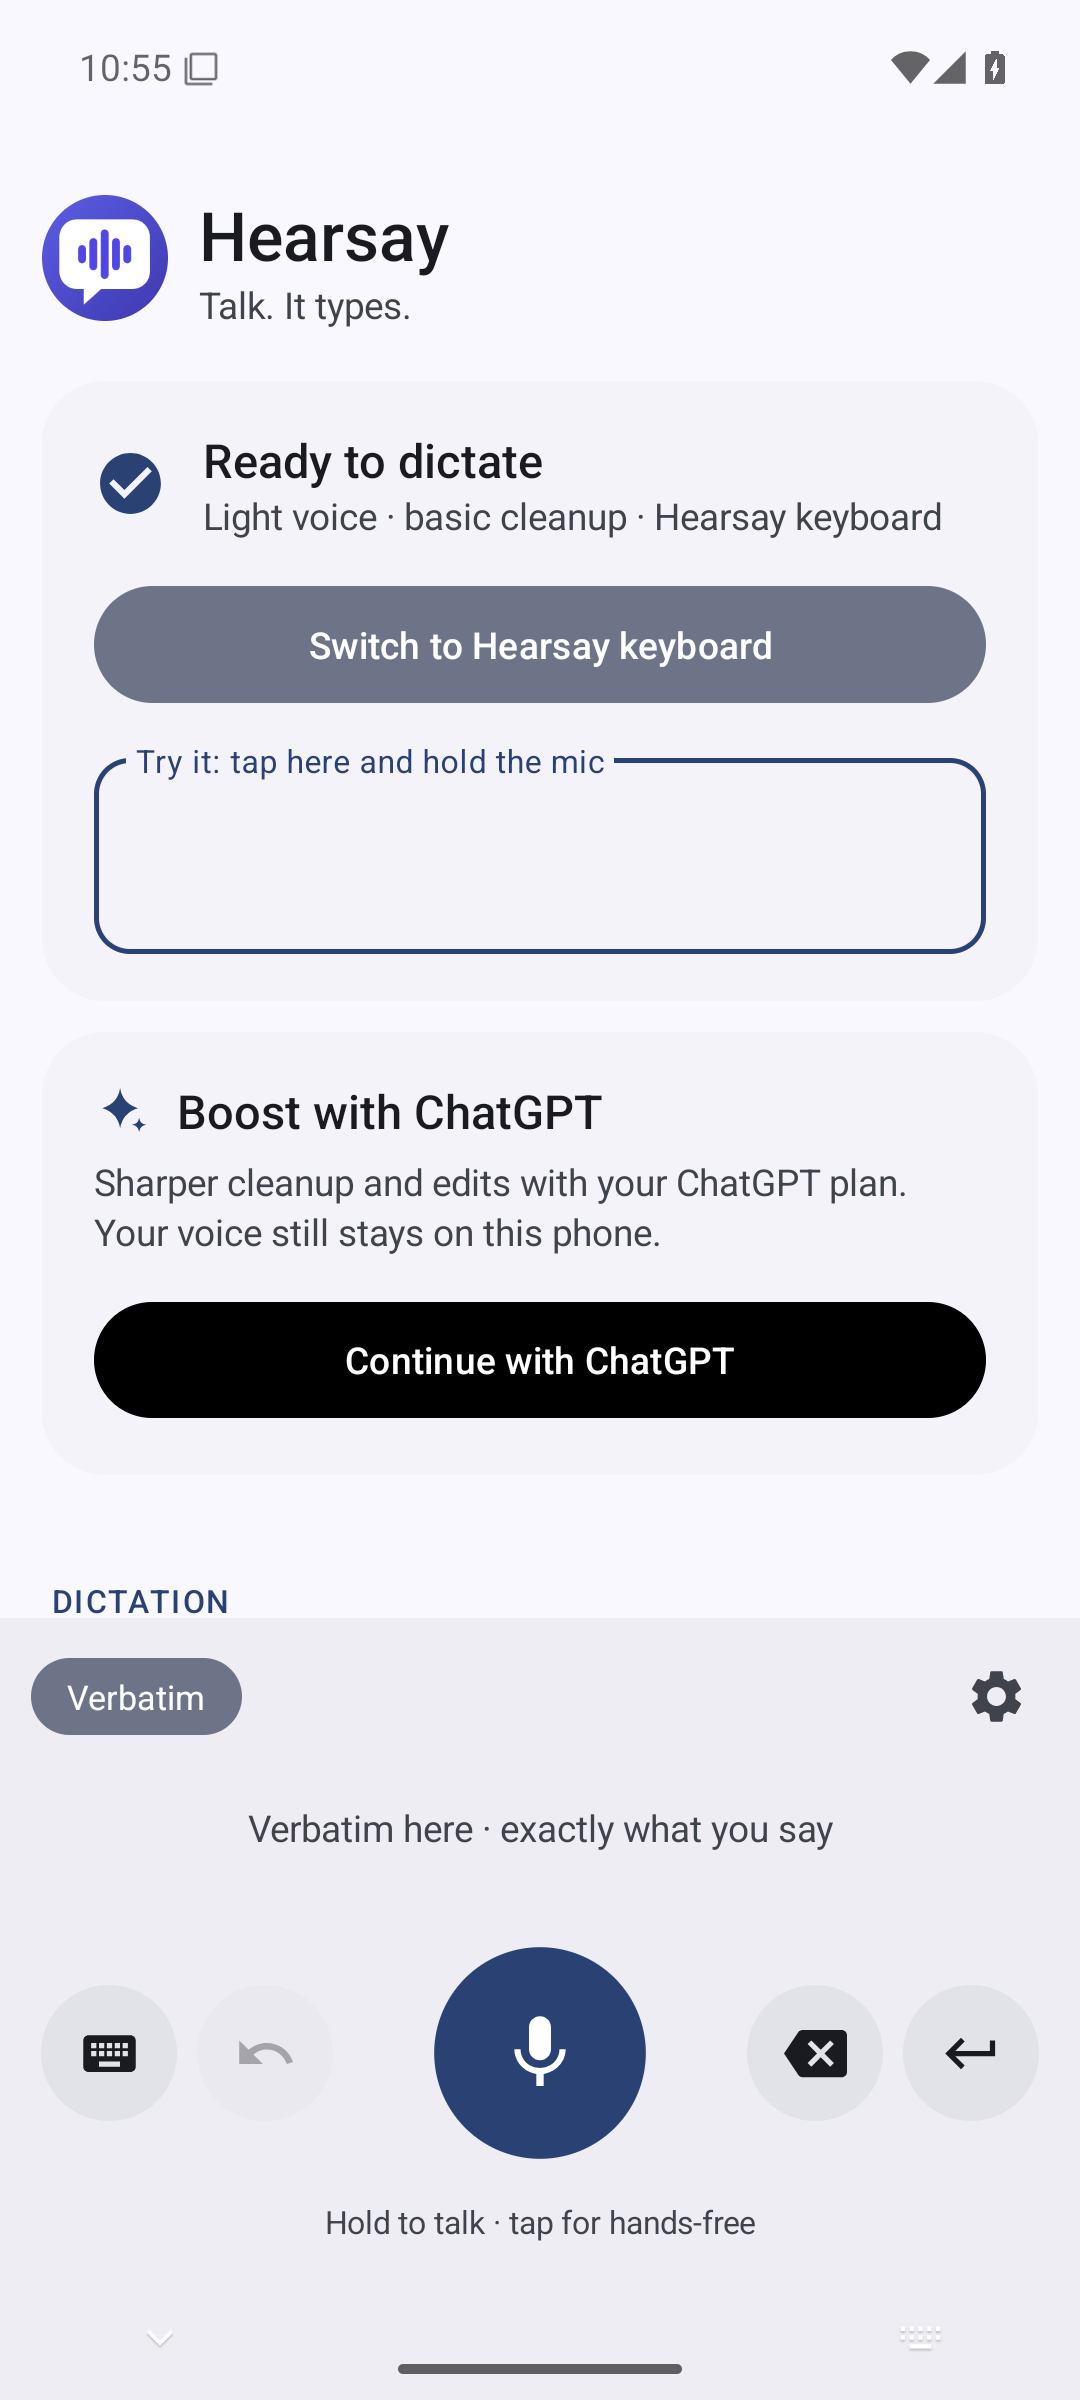 10:55
Hearsay
Talk. It types.
Ready to dictate
Light voice · basic cleanup · Hearsay keyboard
Switch to Hearsay keyboard
Try it: tap here and hold the mic
Boost with ChatGPT
Sharper cleanup and edits with your ChatGPT plan.
Your voice still stays on this phone.
Continue with ChatGPT
DICTATION
Verbatim
Verbatim here · exactly what you say
Hold to talk · tap for hands-free